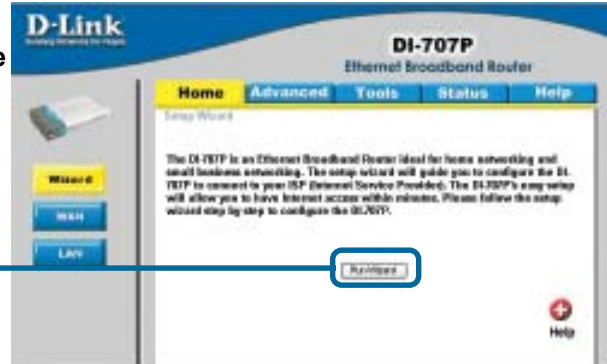 D-Link
Building Networks for People
e
DI-707P
Ethernet Broadband Router
Home Advanced Tools Status Help
Setup Wizard
The DI-707P is an Ethernet Broadband Router ideal for home networking and
small business networking. The setup wizard will guide you to configure the DI-
707P to connect to your ISP (Internet Service Provider). The DI-707P's easy setup
will allow you to have Internet access within minutes. Please follow the setup
wizard step by step to configure the DI-707P.
Wizard
WAN
LAN
Run Wizard
Help